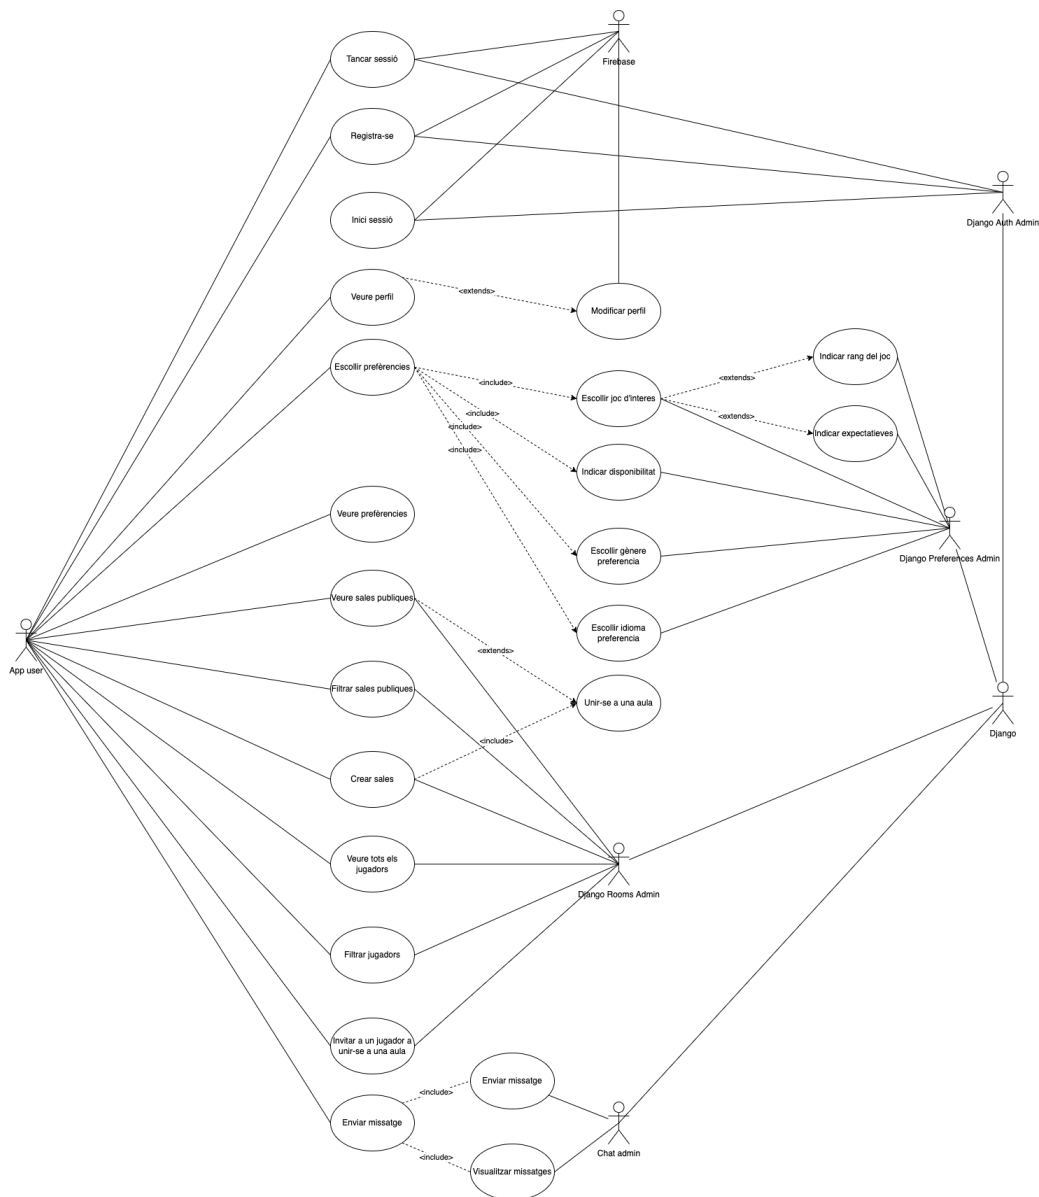 Firebase
Tancar sessió
Registra-se
Django Auth Admin
Inici sessió
Veure perfil
<extends>
Modificar perfil
Escollir prefèrencies
<include>
<include>
<include>
<include>
Escollir joc d'interes
<extends>
<extends>
Indicar rang del joc
Indicar expectatieves
Indicar disponibilitat
Veure prefèrencies
Escollir gènere
preferencia
Django Preferences Admin
Veure sales publiques
Escollir idioma
preferencia
App user
<extends>
Filtrar sales publiques
Unir-se a una aula
Django
<include>
Crear sales
Veure tots els
jugadors
Django Rooms Admin
Filtrar jugadors
Invitar a un jugador a
unir-se a una aula
Enviar missatge
<include>
Enviar missatge
Chat admin
<include>
Visualitzar missatges